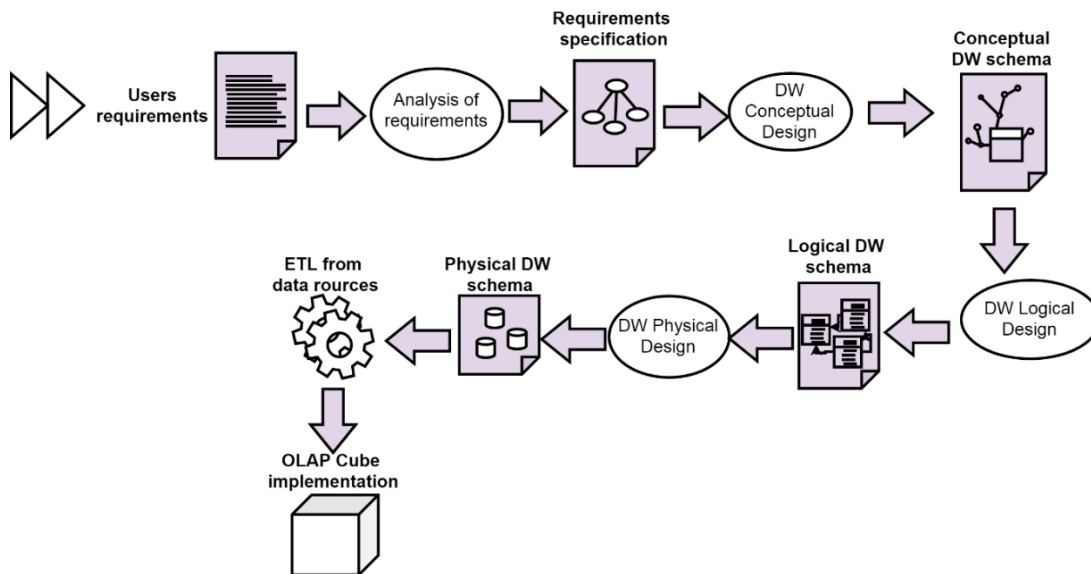 Users
requirements
Analysis of
requirements
Requirements
specification
DW
Conceptual
Design
Conceptual
DW schema
DW Logical
Design
Logical DW
schema
DW Physical
Design
Physical DW
schema
ETL from
data rources
OLAP Cube
implementation